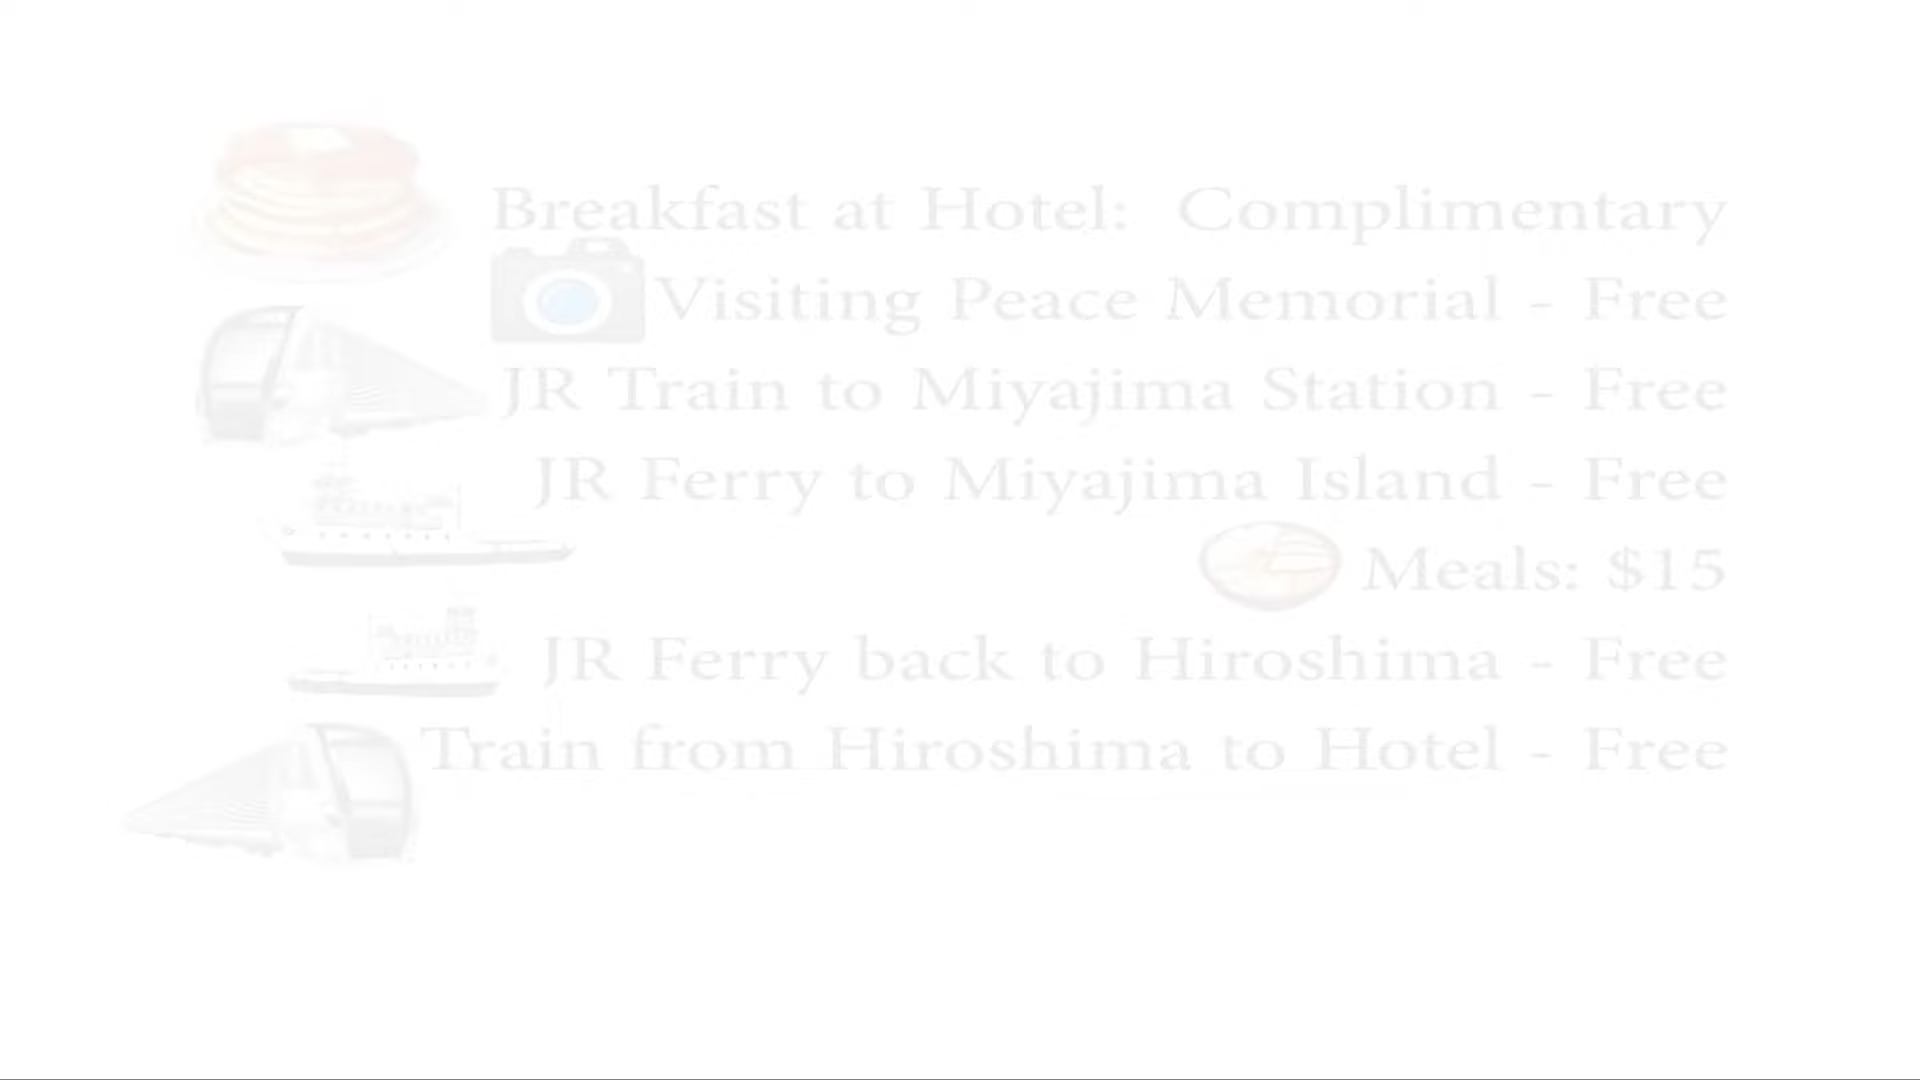 Breakfast at Hotel: Complimentary
Visiting Peace Memorial - Free
JR Train to Miyajima Station - Free
JR Ferry to Miyajima Island - Free
Meals: $15
JR Ferry back to Hiroshima - Free
Train from Hiroshima to Hotel - Free